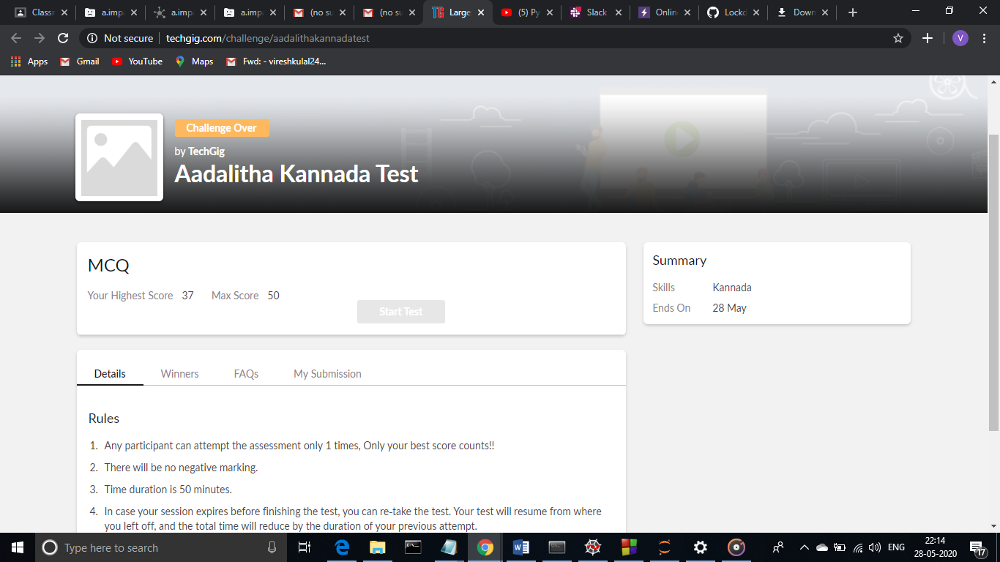 Classr
a.impa
a.impa
a.impa
(no su
(no su
Large
(5) Py
Slack
Onlin
Lockd
Down
Not secure
techgig.com/challenge/aadalithakannadatest
V
Apps
Gmail
YouTube
Maps
Fwd: - vireshkulal24...
Challenge Over
by TechGig
Aadalitha Kannada Test
MCQ
Your Highest Score 37 Max Score 50
Start Test
Summary
Skills Kannada
Ends On 28 May
Details Winners FAQs My Submission
Rules
1. Any participant can attempt the assessment only 1 times, Only your best score counts!!
2. There will be no negative marking.
3. Time duration is 50 minutes.
4. In case your session expires before finishing the test, you can re-take the test. Your test will resume from where
you left off, and the total time will reduce by the duration of your previous attempt.
Type here to search
ENG
22:14
28-05-2020
17